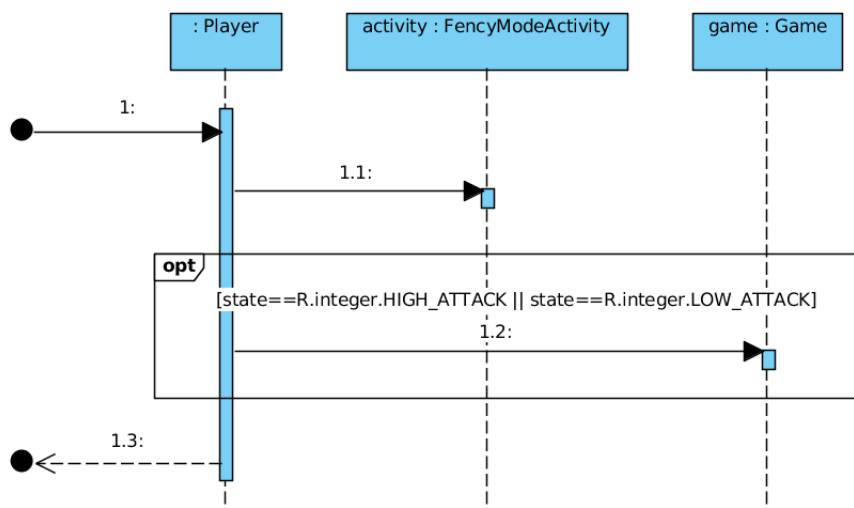 : Player
activity : FencyModeActivity
game : Game
1:
1.1:
opt
[state==R.integer.HIGH_ATTACK || state==R.integer.LOW_ATTACK]
1.2:
1.3: